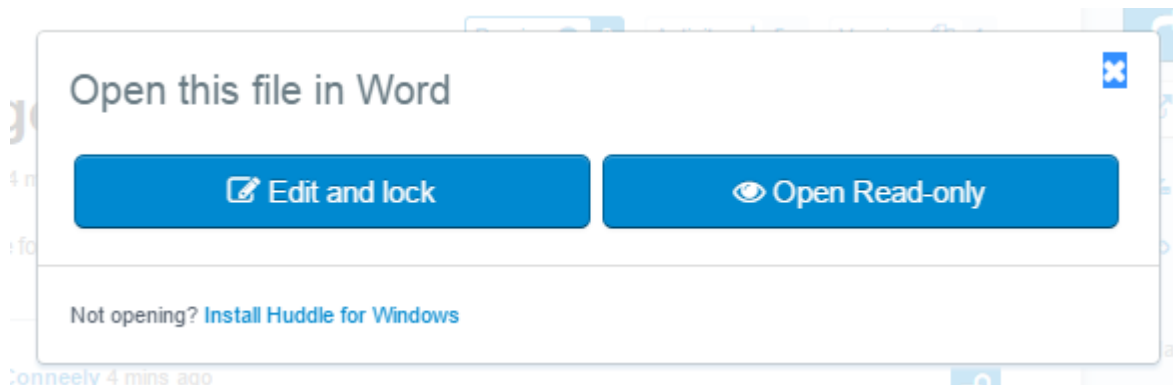 Open this file in Word
Edit and lock
Open Read-only
Not opening? Install Huddle for Windows
Conneely 4 mins ago